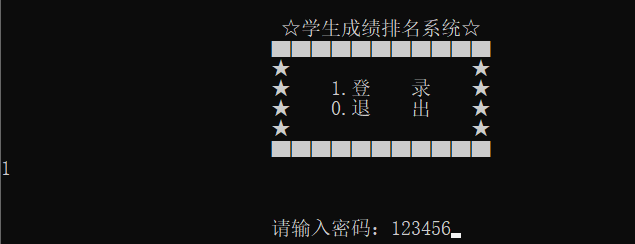 ☆学生成绩排名系统☆
■■■■■■■■■■■
★ ★
★ 1.登 录 ★
★ 0.退 出 ★
★ ★
■■■■■■■■■■■
1
请输入密码：123456